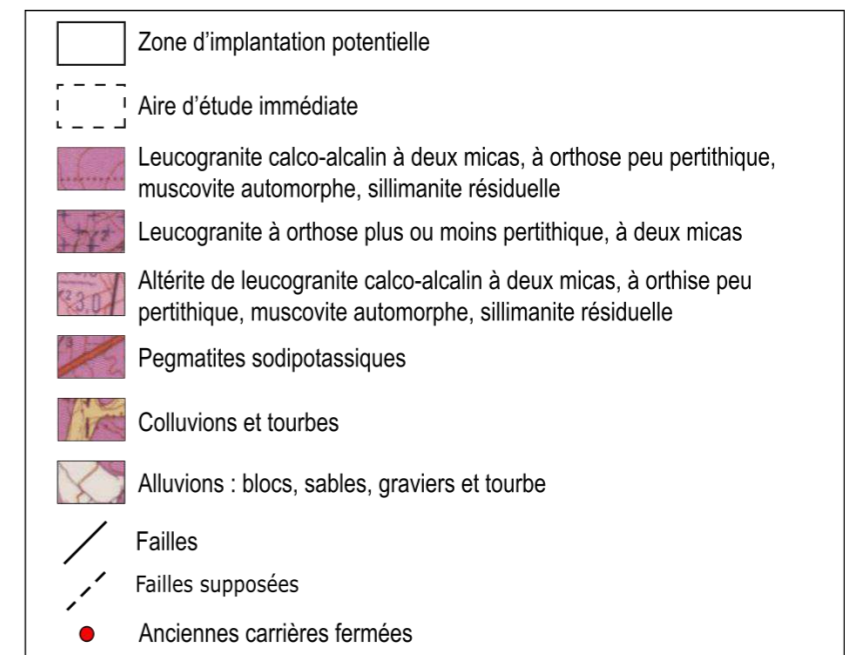 Zone d'implantation potentielle
Aire d'étude immédiate
Leucogranite calco-alcalin à deux micas, à orthose peu pertithique,
muscovite automorphe, sillimanite résiduelle
Leucogranite à orthose plus ou moins pertithique, à deux micas
Altérite de leucogranite calco-alcalin à deux micas, à orthise peu
pertithique, muscovite automorphe, sillimanite résiduelle
3,0
Pegmatites sodipotassiques
Colluvions et tourbes
Alluvions : blocs, sables, graviers et tourbe
Failles
Failles supposées
Anciennes carrières fermées